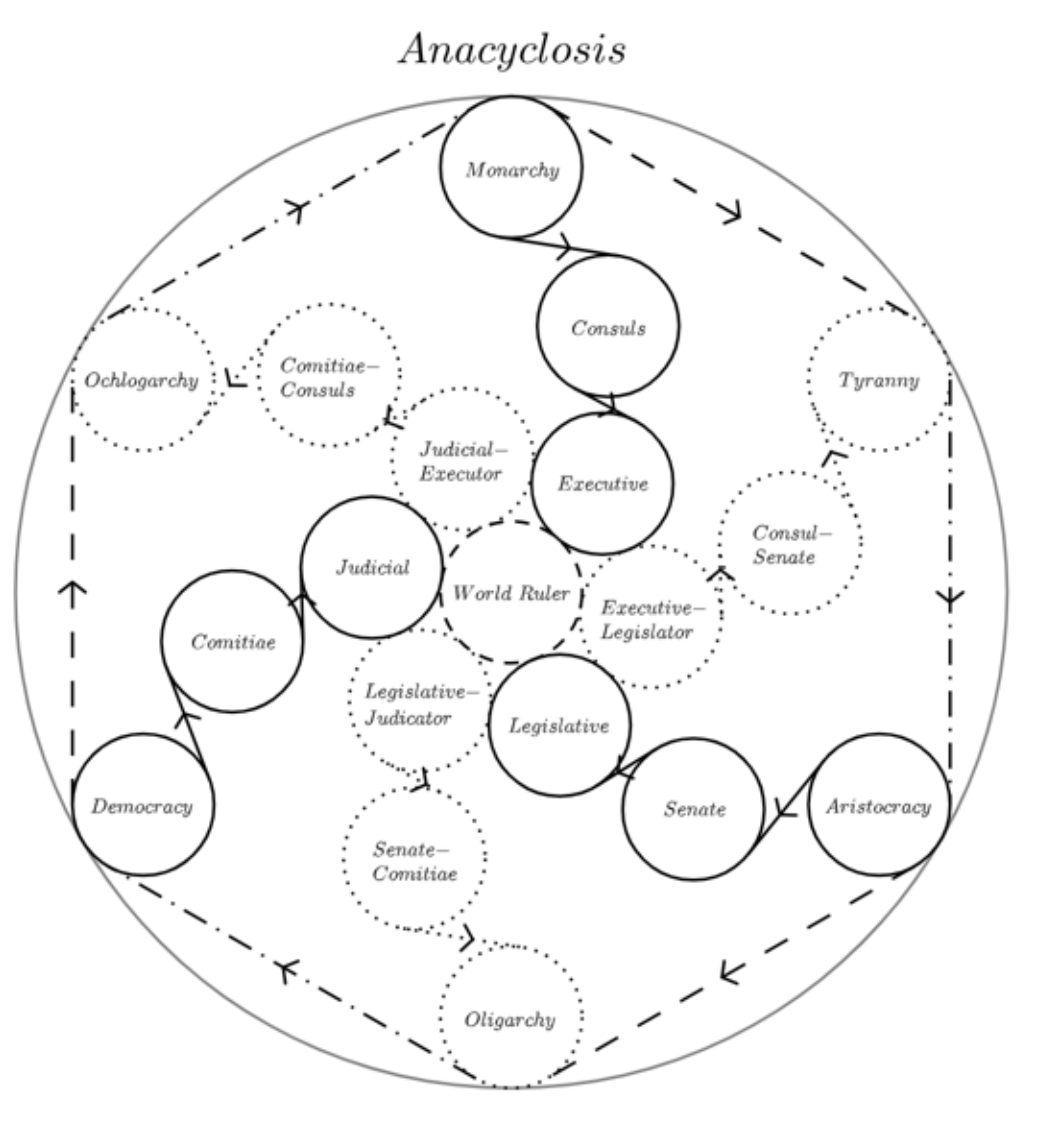 Anacyclosis
Monarchy
Consuls
Ochlogarchy
Comitiae–
Consuls
Tyranny
Judicial–
Executor
Executive
Consul–
Senate
Judicial
World Ruler
Executive–
Legislator
Comitiae
Legislative–
Judicator
Legislative
Democracy
Senate
Aristocracy
Senate–
Comitiae
Oligarchy